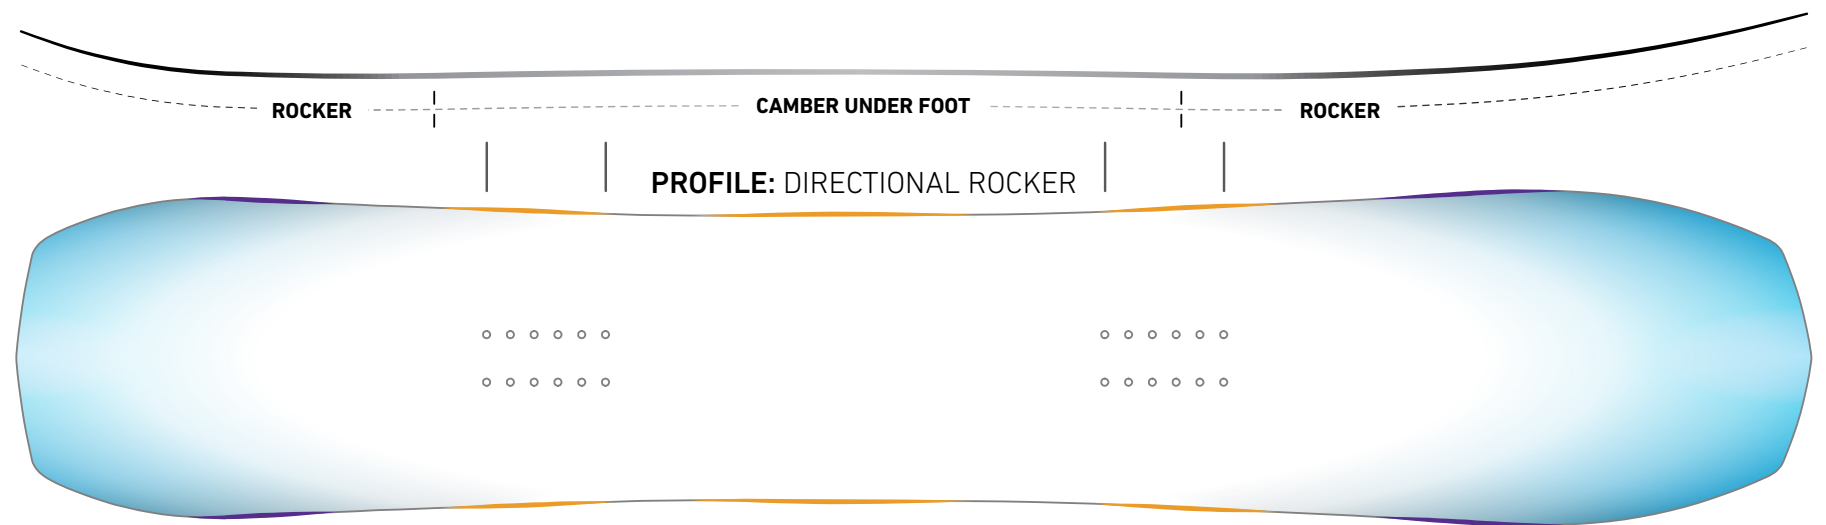 ROCKER
CAMBER UNDER FOOT
ROCKER
PROFILE: DIRECTIONAL ROCKER